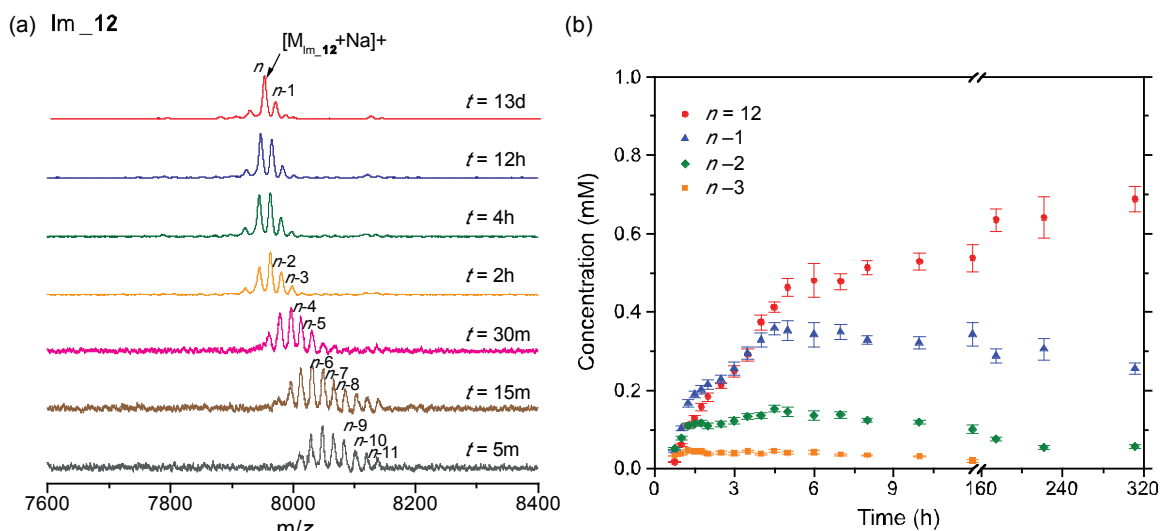 (a) Im_12
[M_Im_12+Na]+
n
n-1
t = 13d
t = 12h
t = 4h
n-2
n-3
t = 2h
n-4
n-5
t = 30m
n-6
n-7
n-8
t = 15m
n-9
n-10
n-11
t = 5m
7600 7800 8000 8200 8400
m/z
(b)
1.0
0.8
0.6
0.4
0.2
0.0
n = 12
n –1
n –2
n –3
Concentration (mM)
0 3 6 9 160 240 320
Time (h)